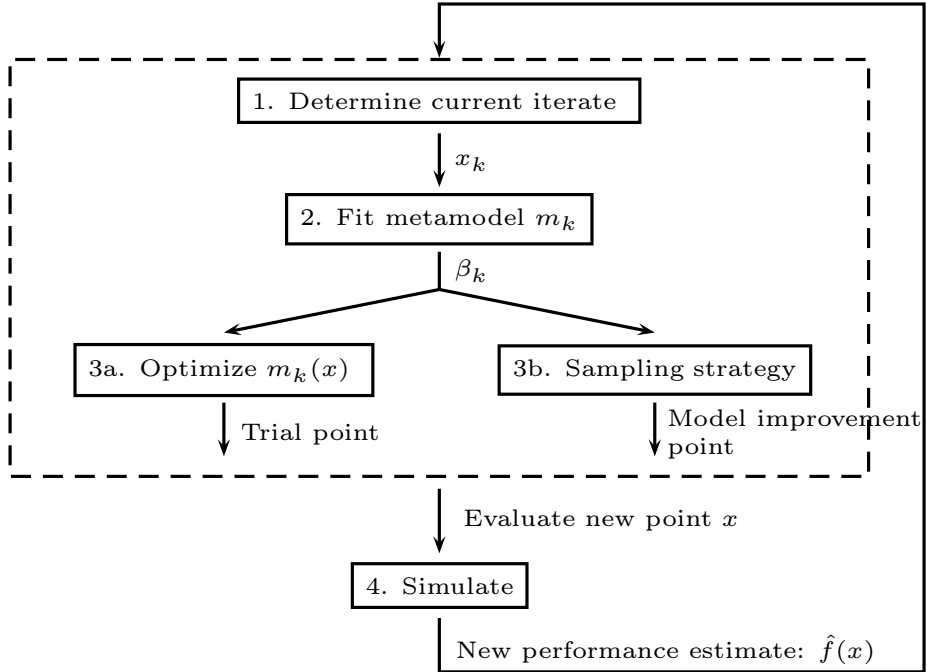 1. Determine current iterate
x_k
2. Fit metamodel m_k
β_k
3a. Optimize m_k(x)
3b. Sampling strategy
Trial point
Model improvement
point
Evaluate new point x
4. Simulate
New performance estimate: f̂(x)